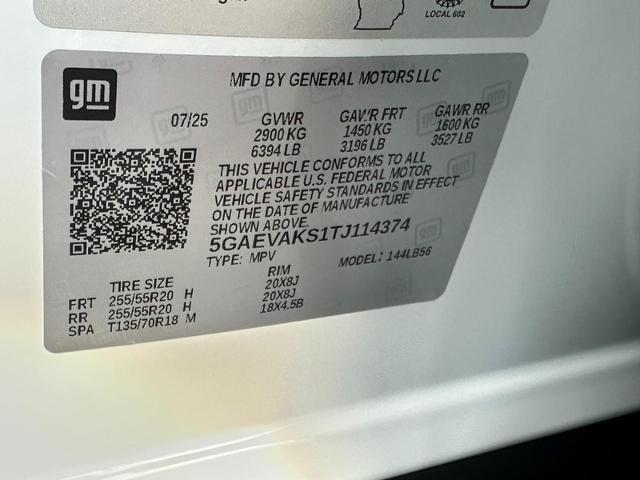 LOCAL 602
gm
MFD BY GENERAL MOTORS LLC
07/25 GVWR GAWR FRT GAWR RR
2900 KG 1450 KG 1600 KG
6394 LB 3196 LB 3527 LB
THIS VEHICLE CONFORMS TO ALL
APPLICABLE U.S. FEDERAL MOTOR
VEHICLE SAFETY STANDARDS IN EFFECT
ON THE DATE OF MANUFACTURE
SHOWN ABOVE.
5GAEVAKS1TJ114374
TYPE: MPV MODEL: 144LB56
TIRE SIZE RIM
FRT 255/55R20 H 20X8J
RR 255/55R20 H 20X8J
SPA T135/70R18 M 18X4.5B